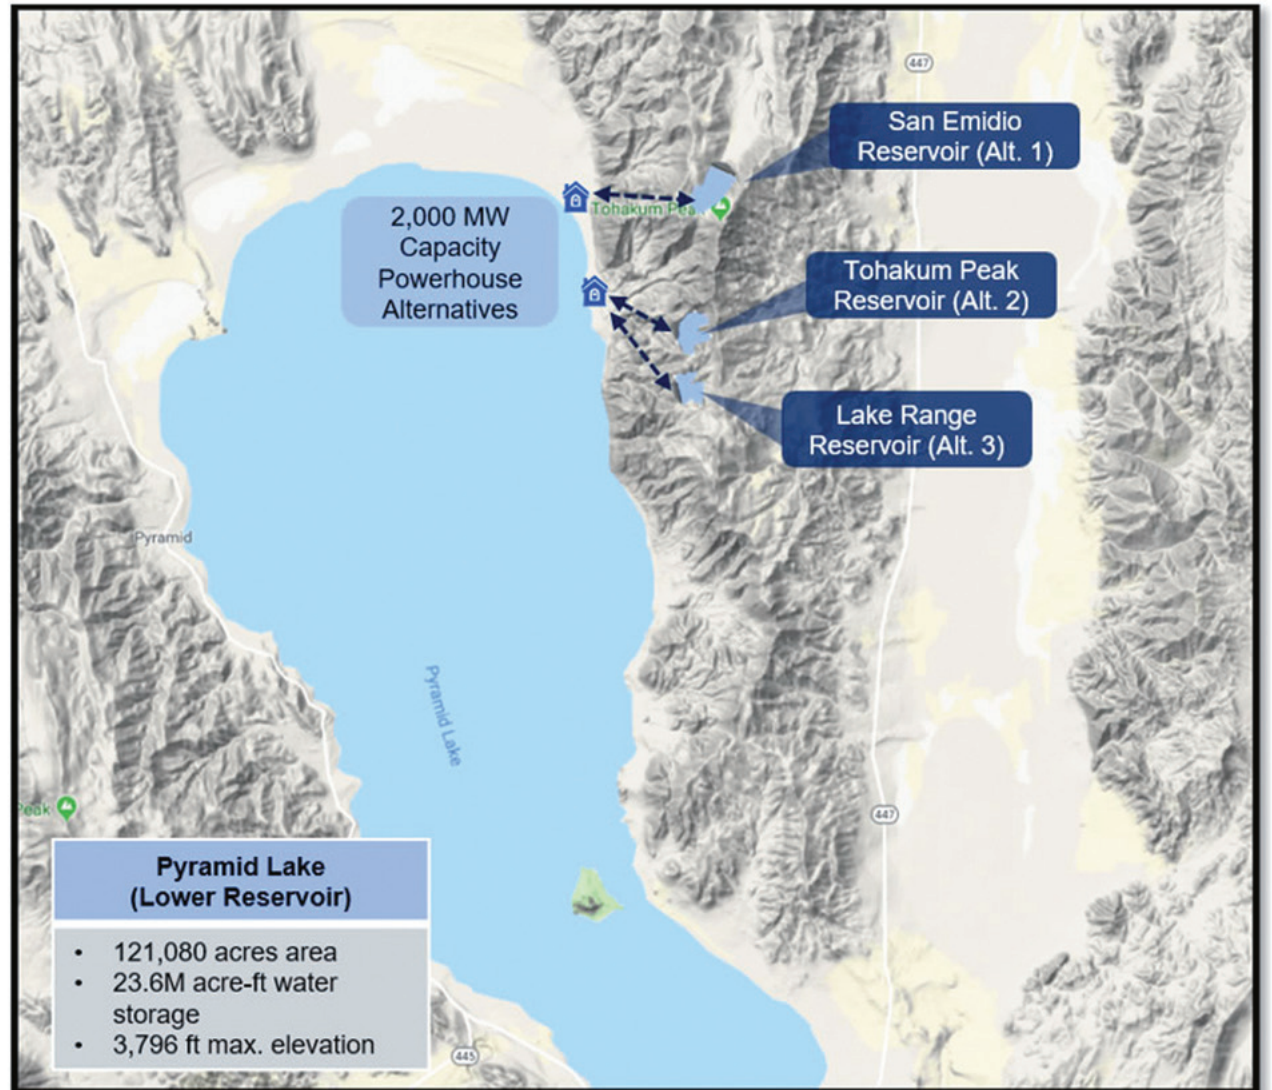 447
San Emidio
Reservoir (Alt. 1)
2,000 MW
Capacity
Powerhouse
Alternatives
Tohakum Pea
Tohakum Peak
Reservoir (Alt. 2)
Lake Range
Reservoir (Alt. 3)
Pyramid
Pyramid Lake
Peak
447
Pyramid Lake
(Lower Reservoir)
• 121,080 acres area
• 23.6M acre-ft water
storage
• 3,796 ft max. elevation
445